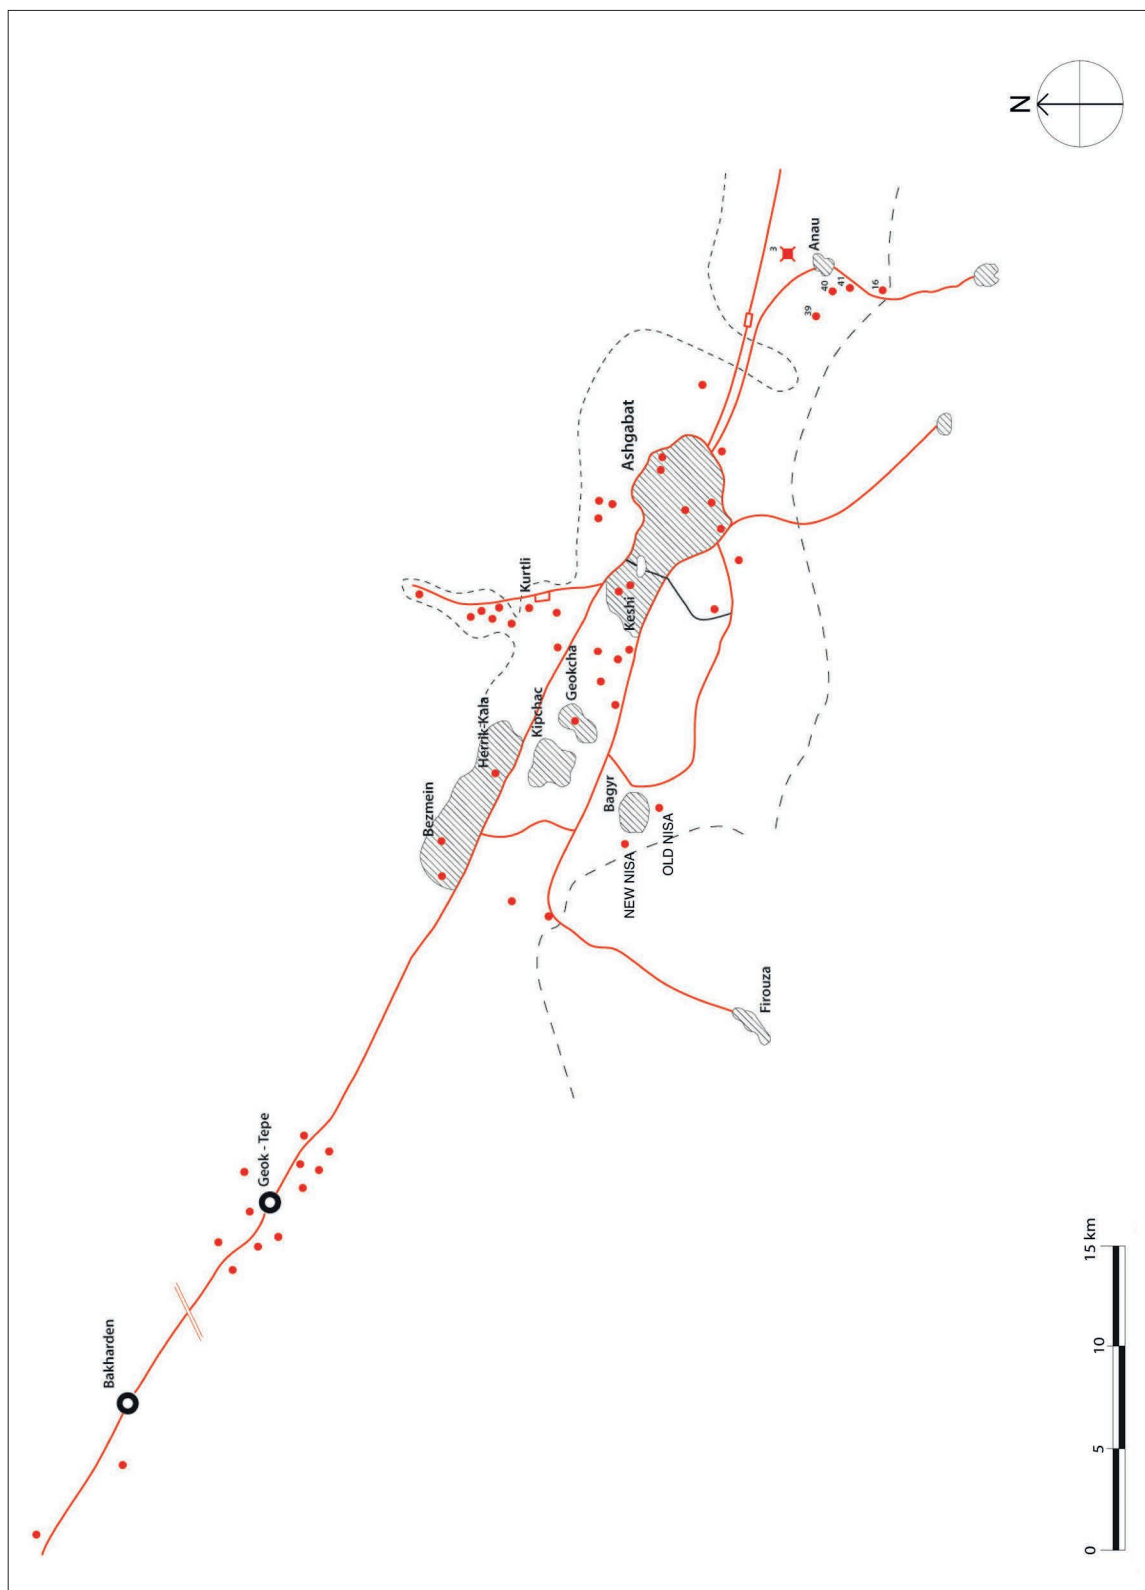 N
Bakharden
Geok - Tepe
Firouza
Bezmein
Herrik-Kala
Kipchac
Geokcha
Kurtli
Keshi
Ashgabat
Bagyr
NEW NISA
OLD NISA
Anau
3
39
40
41
16
0
5
10
15 km